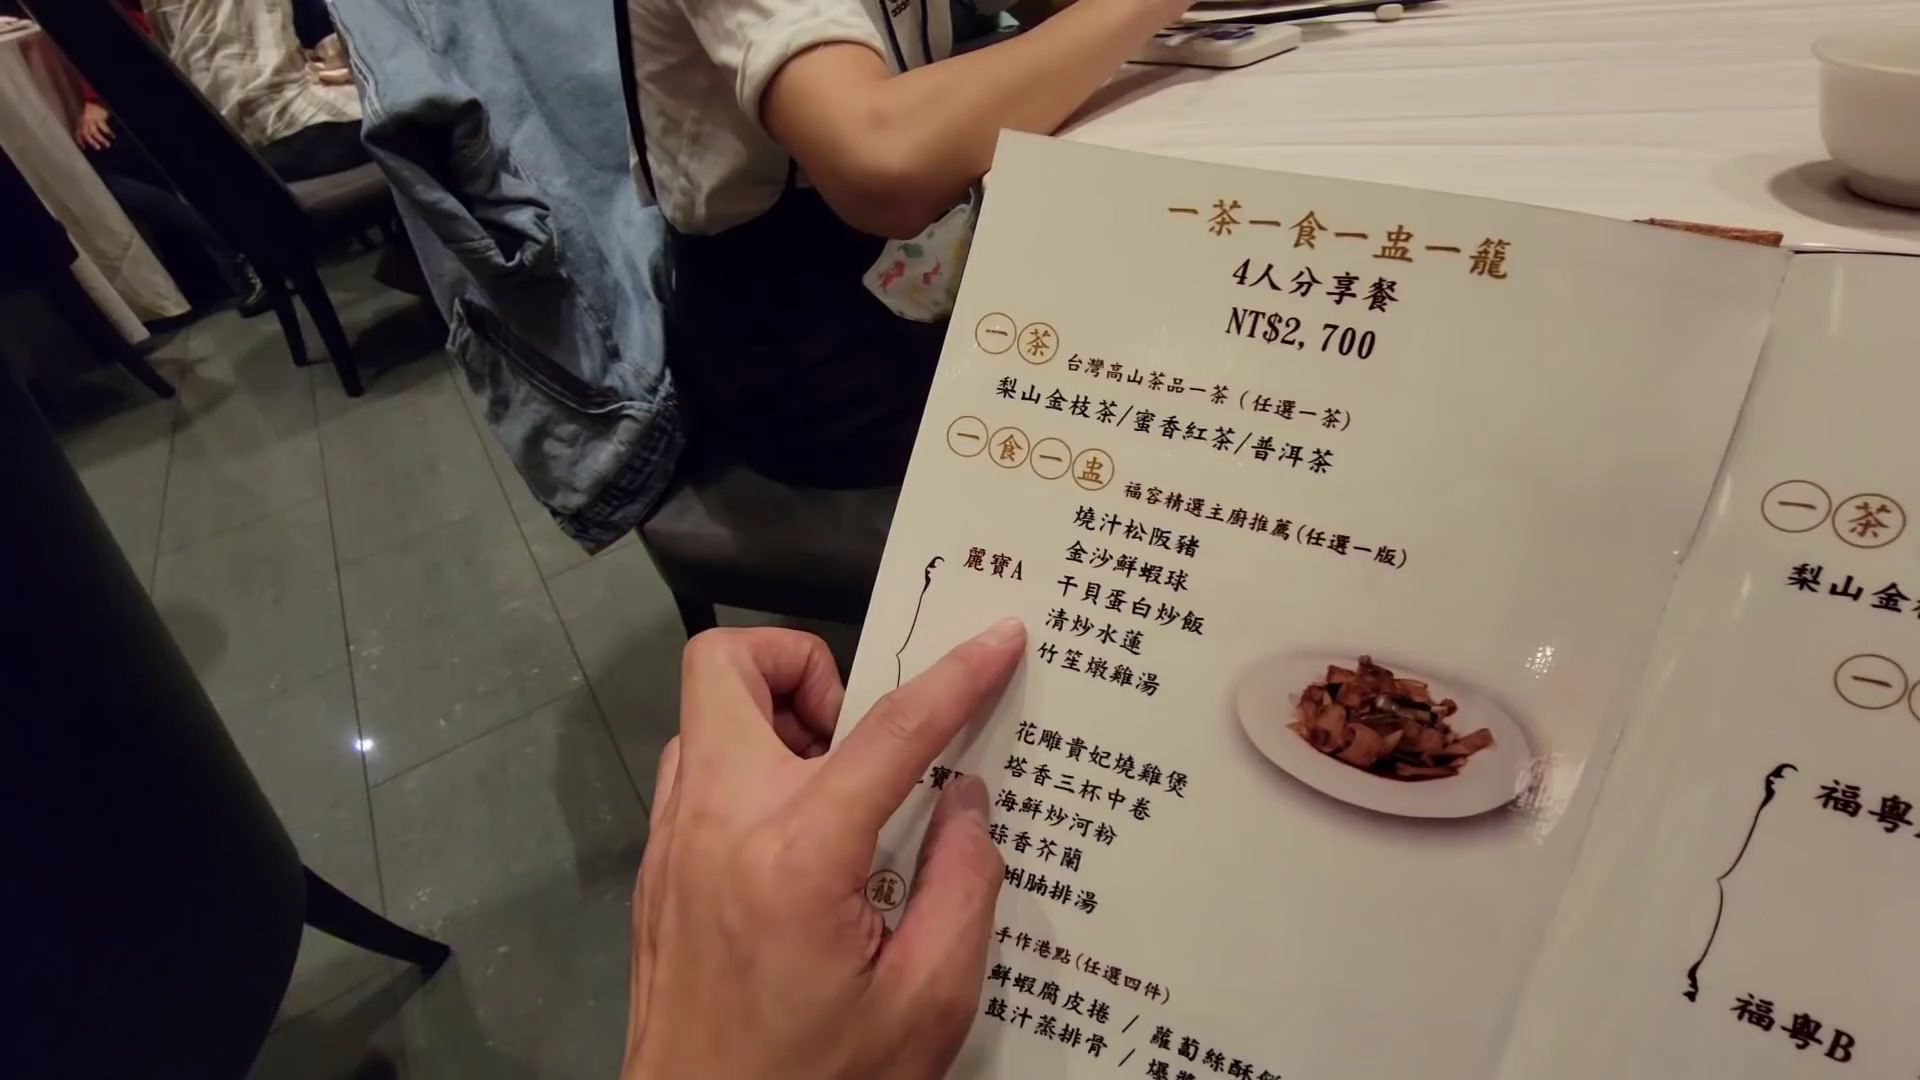 一茶一食一盅一籠
4人分享餐
NT$2,700
一茶 台灣高山茶品一茶(任選一茶)
梨山金枝茶/蜜香紅茶/普洱茶
一食一盅 福容精選主廚推薦(任選一版)
麗寶A
燒汁松阪豬
金沙鮮蝦球
干貝蛋白炒飯
清炒水蓮
竹笙燉雞湯
寶
花雕貴妃燒雞煲
塔香三杯中卷
海鮮炒河粉
蒜香芥蘭
腩排湯
籠
手作港點(任選四件)
鮮蝦腐皮捲 / 蘿蔔絲酥
鼓汁蒸排骨 / 爆
一茶
梨山金
一
福粵
福粵B